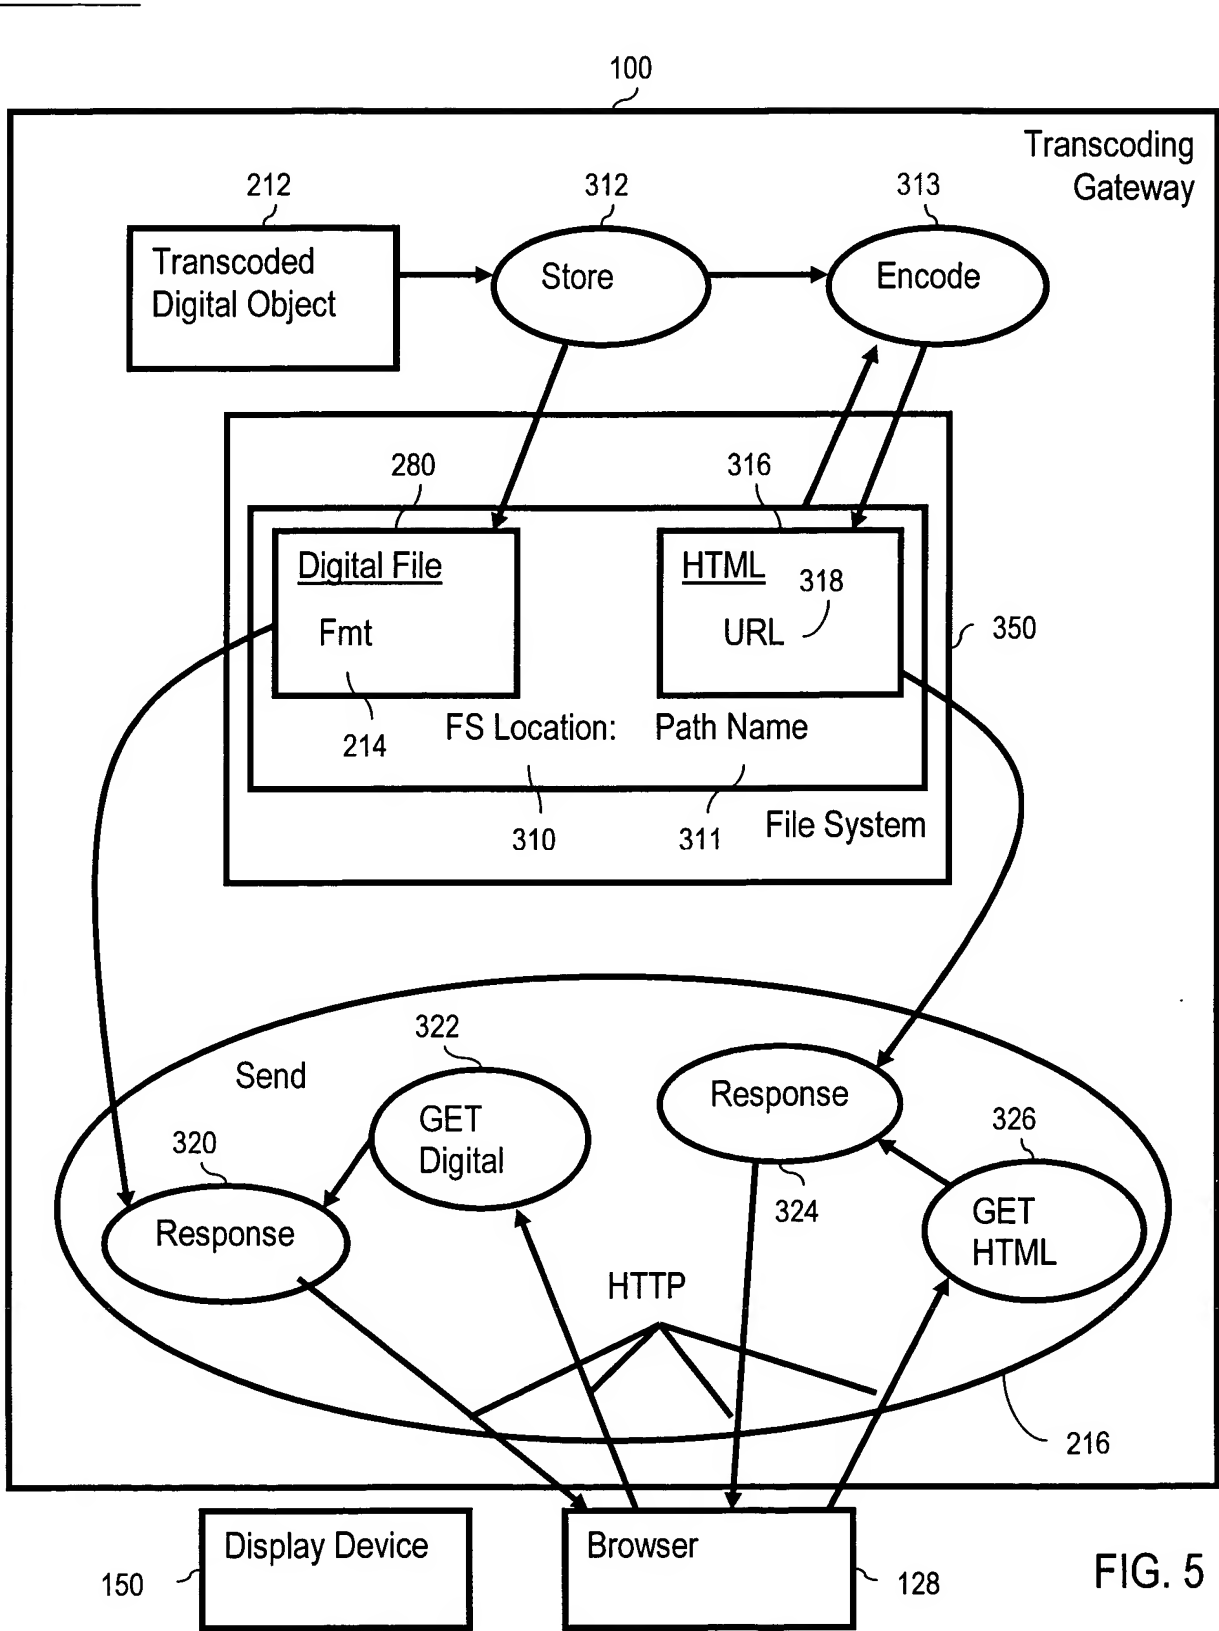 100
Transcoding
Gateway
212
312
313
Transcoded
Digital Object
Store
Encode
280
316
Digital File
HTML
318
Fmt
URL
350
214
FS Location:
Path Name
310
311
File System
322
Send
GET
Digital
Response
326
320
Response
324
GET
HTML
HTTP
216
Display Device
Browser
150
128
FIG. 5